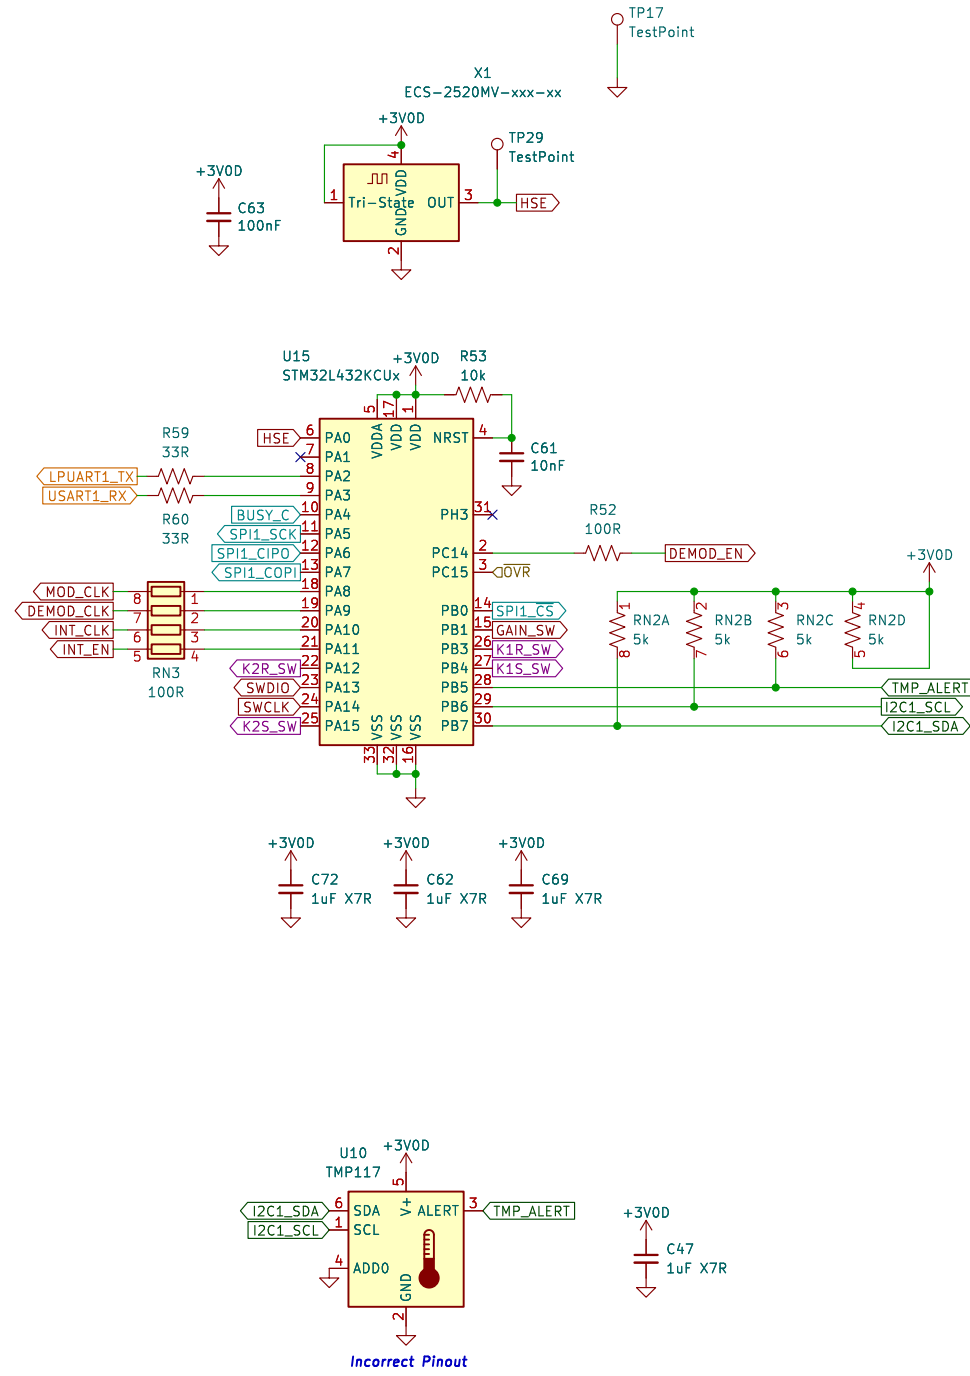 TP17
TestPoint
X1
ECS-2520MV-xxx-xx
+3V0D
TP29
TestPoint
4
VDD
1
Tri-State
OUT
3
HSE
GND
2
+3V0D
C63
100nF
U15
STM32L432KCUx
+3V0D
R53
10k
5
17
1
VDDA
VDD
VDD
HSE
6
PA0
NRST
4
7
PA1
C61
10nF
R59
33R
LPUART1_TX
8
PA2
USART1_RX
9
PA3
R60
33R
BUSY_C
10
PA4
PH3
31
SPI1_SCK
11
PA5
SPI1_CIPO
12
PA6
PC14
2
R52
100R
DEMOD_EN
SPI1_COPI
13
PA7
PC15
3
OVR
+3V0D
MOD_CLK
8
1
18
PA8
DEMOD_CLK
7
2
19
PA9
PB0
14
SPI1_CS
INT_CLK
6
3
20
PA10
PB1
15
GAIN_SW
INT_EN
5
4
21
PA11
PB3
26
K1R_SW
RN3
100R
K2R_SW
22
PA12
PB4
27
K1S_SW
SWDIO
23
PA13
PB5
28
TMP_ALERT
SWCLK
24
PA14
PB6
29
I2C1_SCL
K2S_SW
25
PA15
PB7
30
I2C1_SDA
1
RN2A
5k
8
2
RN2B
5k
7
3
RN2C
5k
6
4
RN2D
5k
5
VSS
VSS
VSS
33
32
16
+3V0D
C72
1uF X7R
+3V0D
C62
1uF X7R
+3V0D
C69
1uF X7R
U10
TMP117
+3V0D
5
V+
I2C1_SDA
6
SDA
ALERT
3
TMP_ALERT
I2C1_SCL
1
SCL
4
ADD0
GND
2
+3V0D
C47
1uF X7R
Incorrect Pinout